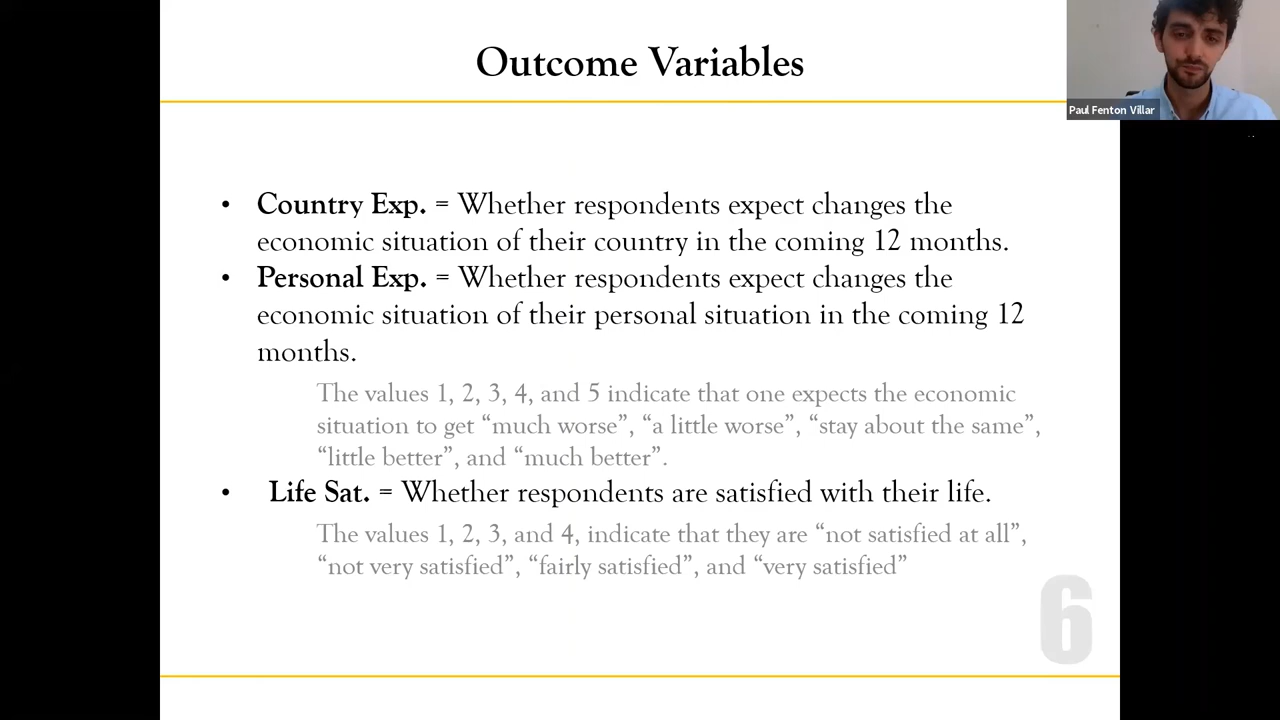 Outcome Variables
Paul Fenton Villar
• Country Exp. = Whether respondents expect changes the
economic situation of their country in the coming 12 months.
• Personal Exp. = Whether respondents expect changes the
economic situation of their personal situation in the coming 12
months.
The values 1, 2, 3, 4, and 5 indicate that one expects the economic
situation to get “much worse”, “a little worse”, “stay about the same”,
“little better”, and “much better”.
• Life Sat. = Whether respondents are satisfied with their life.
The values 1, 2, 3, and 4, indicate that they are “not satisfied at all”,
“not very satisfied”, “fairly satisfied”, and “very satisfied”
6